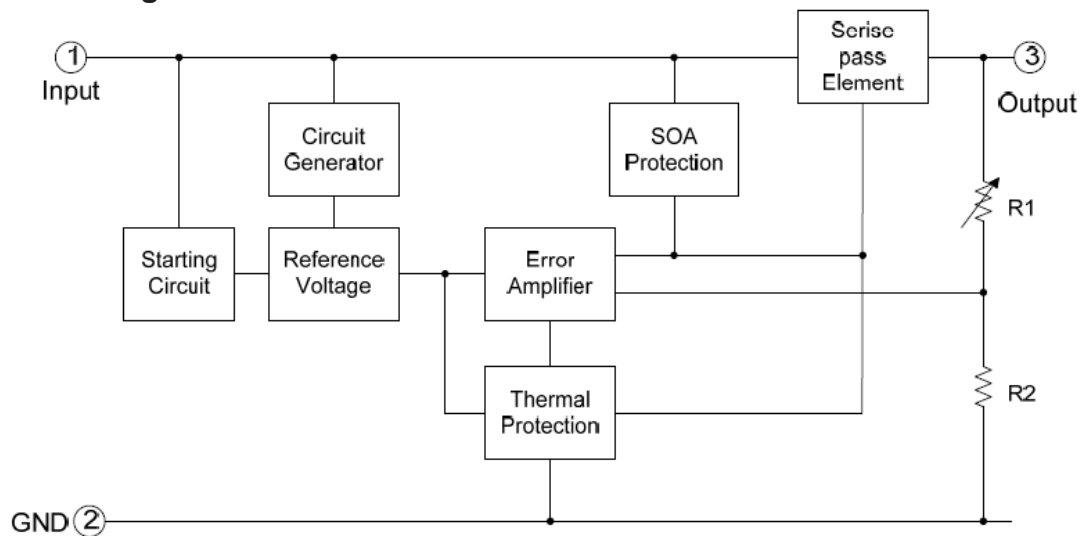 1
Input
Serise
pass
Element
3
Output
Circuit
Generator
SOA
Protection
R1
Starting
Circuit
Reference
Voltage
Error
Amplifier
Thermal
Protection
R2
GND 2